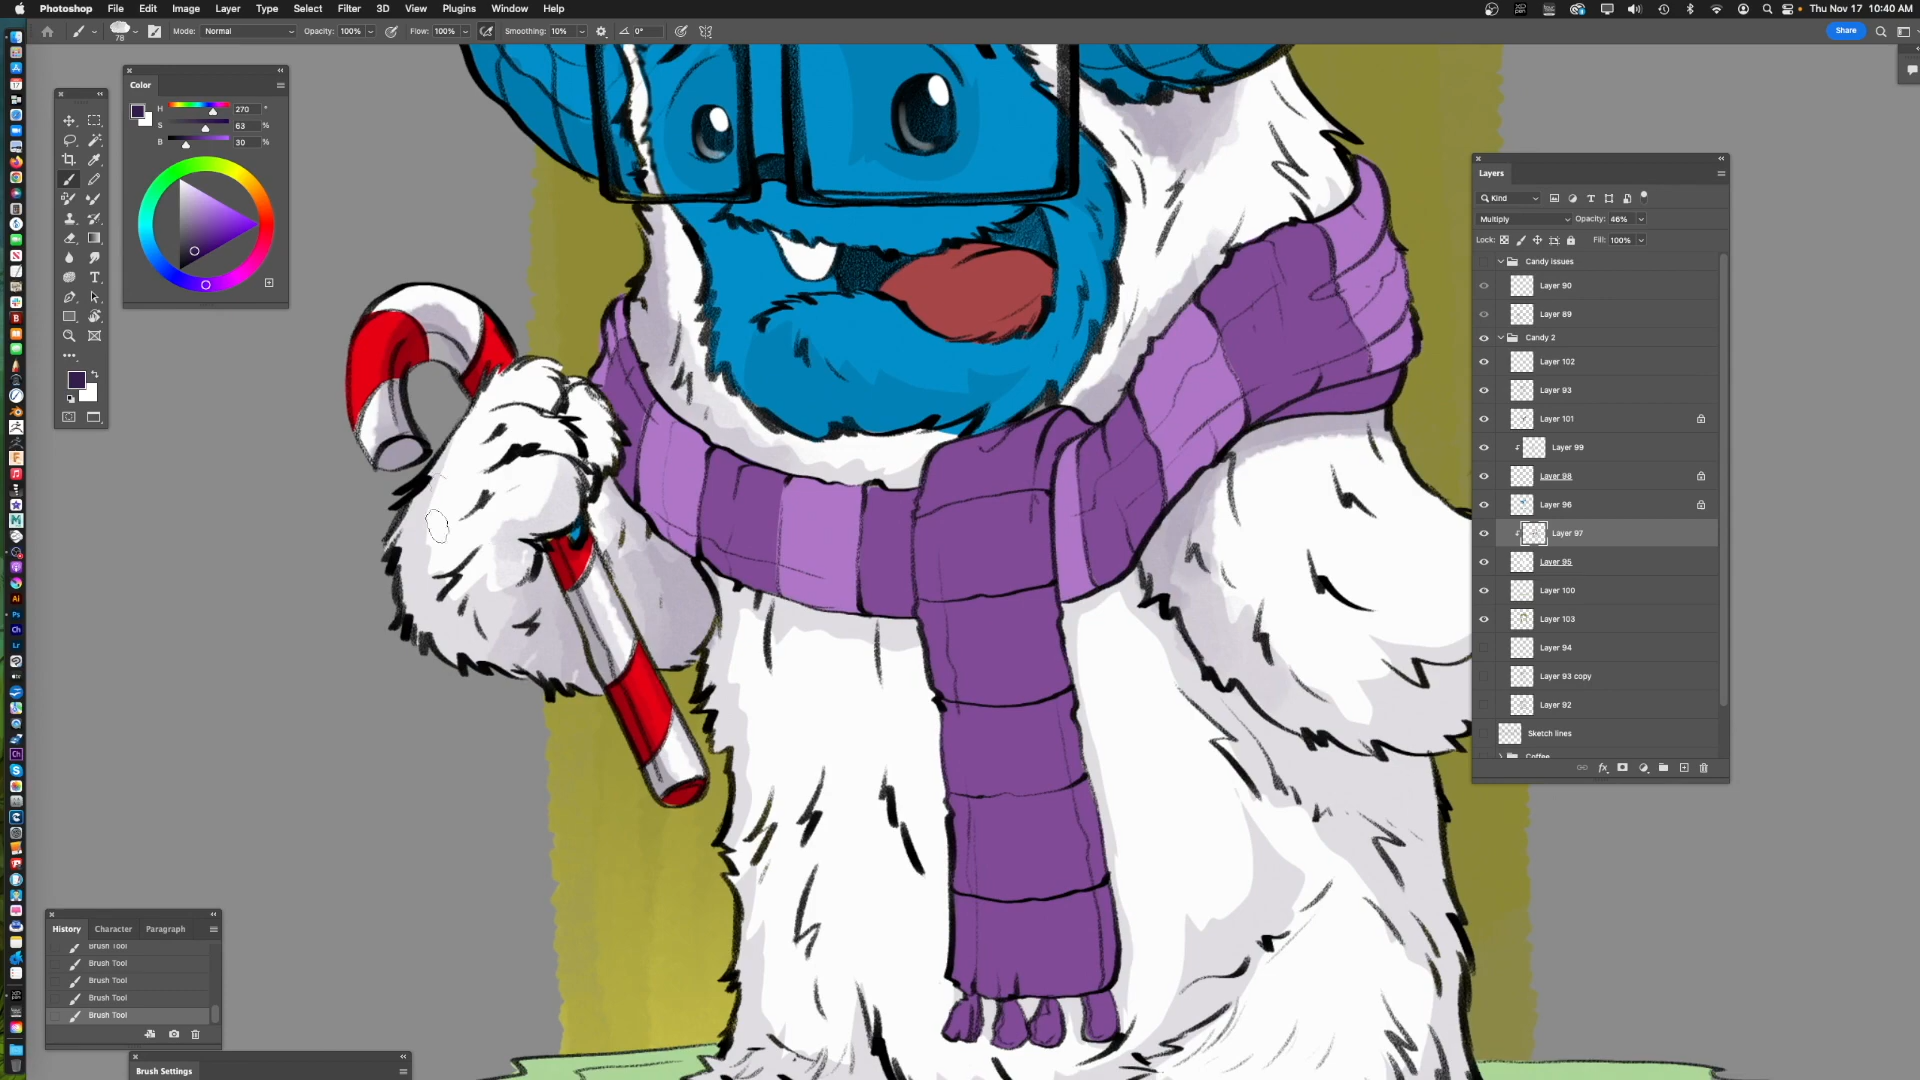 Photoshop File Edit Image Layer Type Select Filter 3D View Plugins Window Help Thu Nov 17 10:40 AM
78 Mode: Normal Opacity: 100% Flow: 100% Smoothing: 10% 0° Share
Color
H 270 °
S 63 %
B 30 %
Layers
Kind
Multiply Opacity: 46%
Lock: Fill: 100%
Candy issues
Layer 90
Layer 89
Candy 2
Layer 102
Layer 93
Layer 101
Layer 99
Layer 98
Layer 96
Layer 97
Layer 95
Layer 100
Layer 103
Layer 94
Layer 93 copy
Layer 92
Sketch lines
Coffee
History Character Paragraph
Brush Tool
Brush Tool
Brush Tool
Brush Tool
Brush Tool
Brush Settings